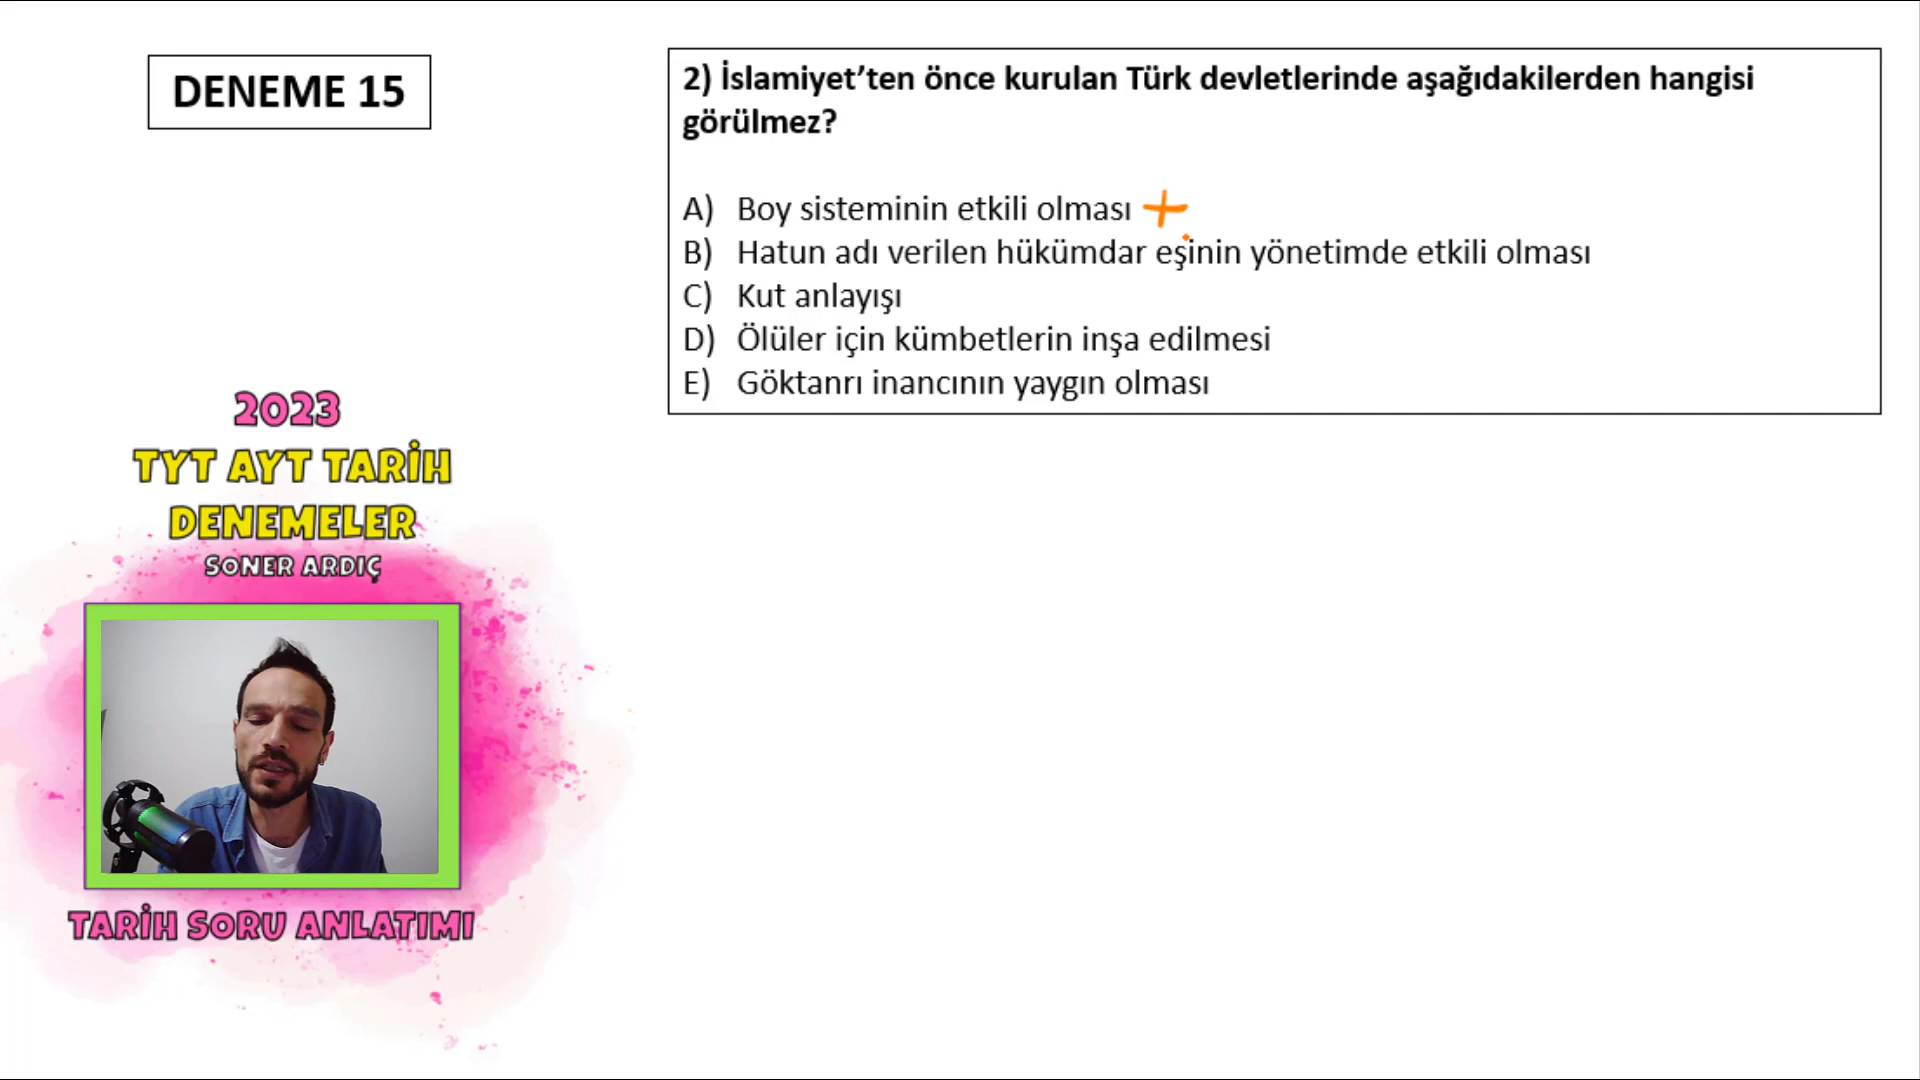 DENEME 15
2) İslamiyet’ten önce kurulan Türk devletlerinde aşağıdakilerden hangisi
görülmez?
A) Boy sisteminin etkili olması +
B) Hatun adı verilen hükümdar eşinin yönetimde etkili olması
C) Kut anlayışı
D) Ölüler için kümbetlerin inşa edilmesi
E) Göktanrı inancının yaygın olması
2023
TYT AYT TARİH
DENEMELER
SONER ARDIÇ
TARİH SORU ANLATIMI